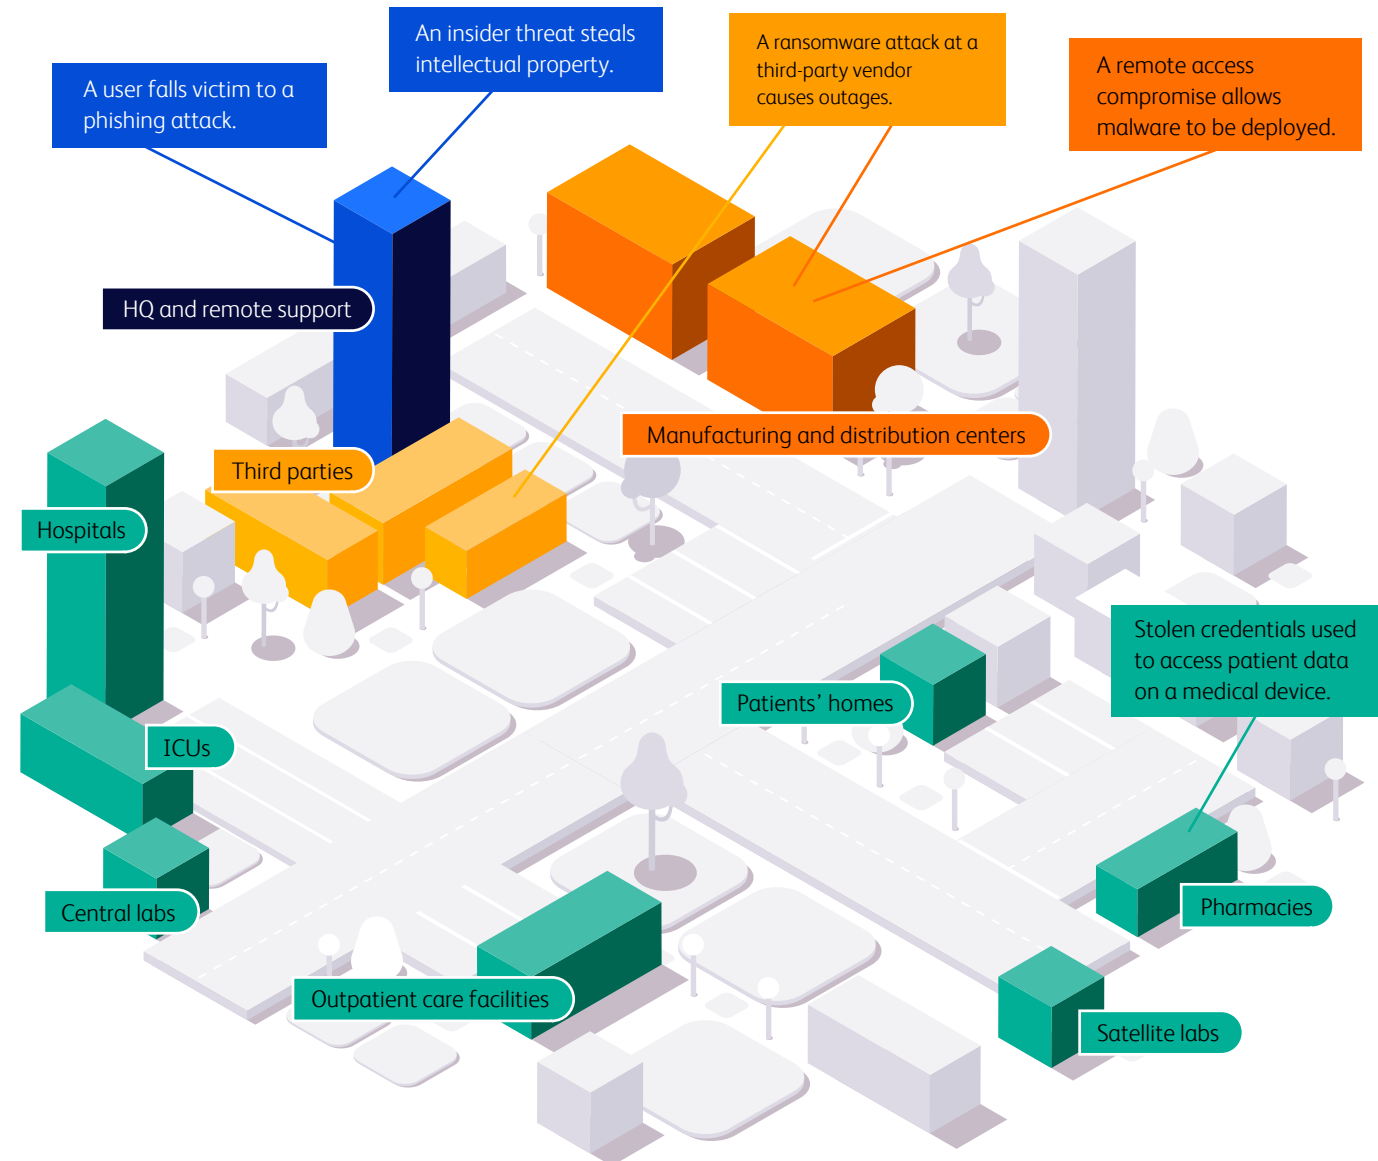 An insider threat steals
intellectual property.
A user falls victim to a
phishing attack.
A ransomware attack at a
third-party vendor
causes outages.
A remote access
compromise allows
malware to be deployed.
HQ and remote support
Manufacturing and distribution centers
Third parties
Hospitals
Stolen credentials used
to access patient data
on a medical device.
Patients’ homes
ICUs
Central labs
Pharmacies
Outpatient care facilities
Satellite labs